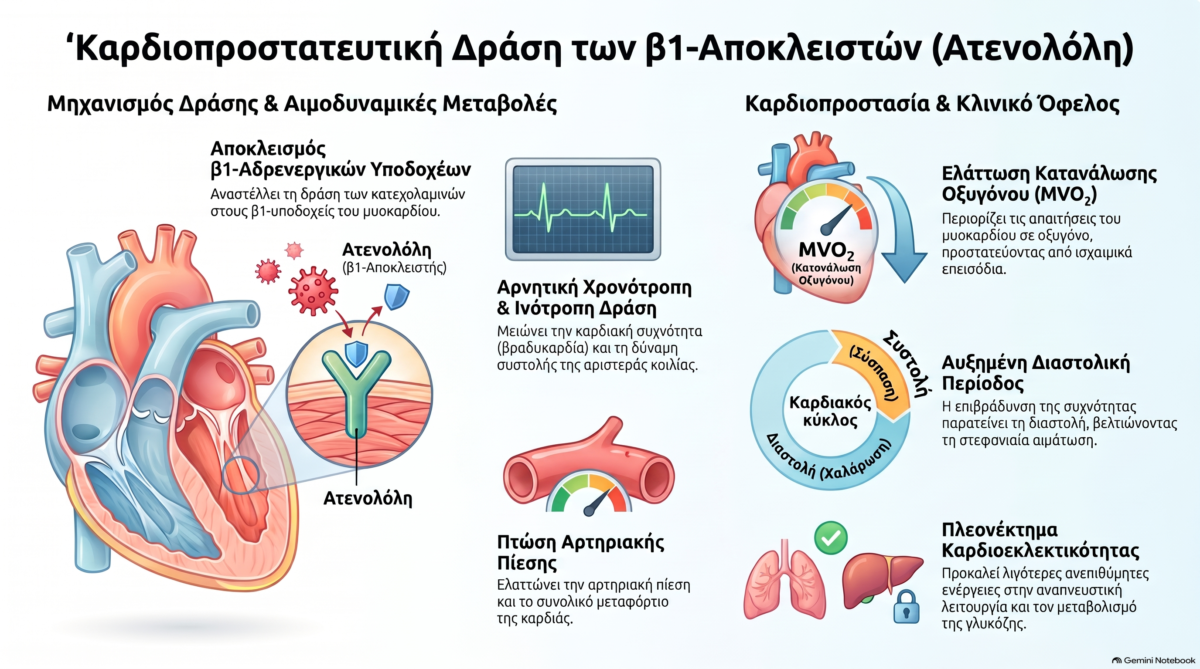 ‘Καρδιοπροστατευτική Δράση των β1-Αποκλειστών (Ατενολόλη)
Μηχανισμός Δράσης & Αιμοδυναμικές Μεταβολές
Αποκλεισμός
β1-Αδρενεργικών Υποδοχέων
Αναστέλλει τη δράση των κατεχολαμινών
στους β1-υποδοχείς του μυοκαρδίου.
Ατενολόλη
(β1-Αποκλειστής)
Ατενολόλη
Αρνητική Χρονότροπη
& Ινότροπη Δράση
Μειώνει την καρδιακή συχνότητα
(βραδυκαρδία) και τη δύναμη
συστολής της αριστεράς κοιλίας.
Πτώση Αρτηριακής
Πίεσης
Ελαττώνει την αρτηριακή πίεση
και το συνολικό μεταφόρτιο
της καρδιάς.
Καρδιοπροστασία & Κλινικό Όφελος
MVO₂
(Κατονάλωση
Οξυγόνου)
Ελάττωση Κατανάλωσης
Οξυγόνου (MVO₂)
Περιορίζει τις απαιτήσεις του
μυοκαρδίου σε οξυγόνο,
προστατεύοντας από ισχαιμικά
επεισόδια.
Συστολή
(Σύσπαση)
Καρδιακός
κύκλος
Διαστολή (Χαλάρωση)
Αυξημένη Διαστολική
Περίοδος
Η επιβράδυνση της συχνότητας
παρατείνει τη διαστολή, βελτιώνοντας
τη στεφανιαία αιμάτωση.
Πλεονέκτημα
Καρδιοεκλεκτικότητας
Προκαλεί λιγότερες ανεπιθύμητες
ενέργειες στην αναπνευστική
λειτουργία και τον μεταβολισμό
της γλυκόζης.
Gemini Notebook